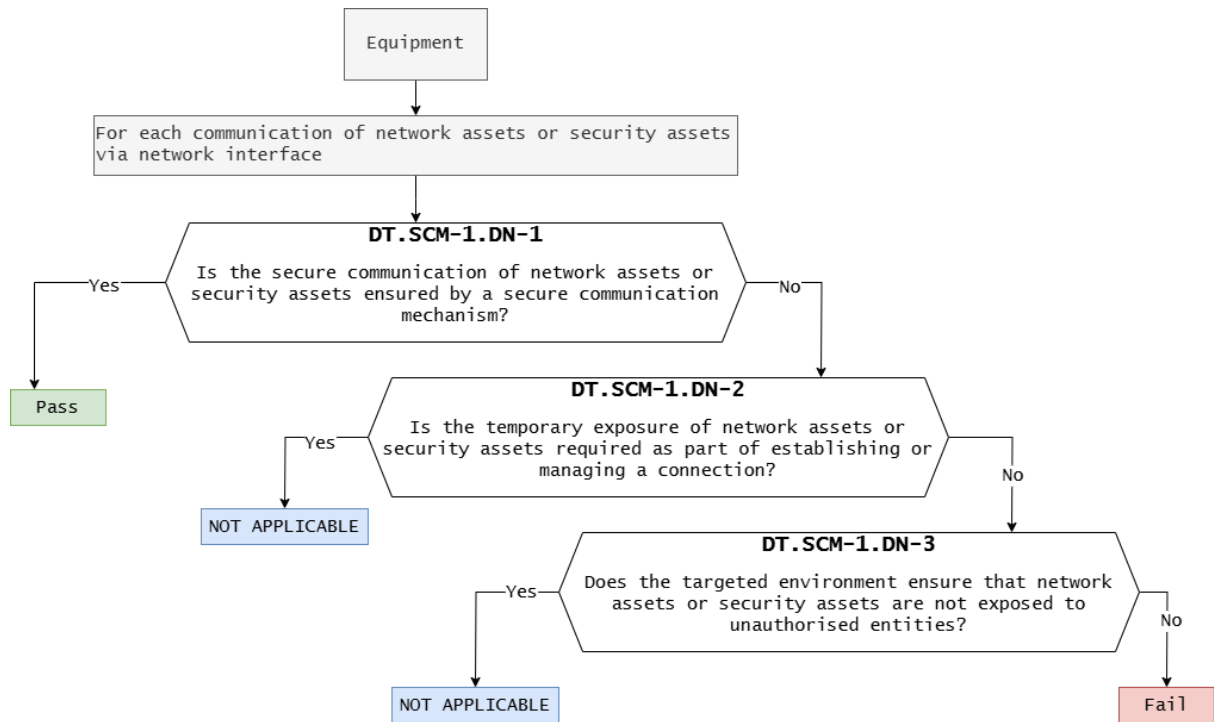 Equipment
For each communication of network assets or security assets
via network interface
DT.SCM-1.DN-1
Is the secure communication of network assets or
security assets ensured by a secure communication
mechanism?
Yes
No
Pass
DT.SCM-1.DN-2
Is the temporary exposure of network assets or
security assets required as part of establishing or
managing a connection?
Yes
No
NOT APPLICABLE
DT.SCM-1.DN-3
Does the targeted environment ensure that network
assets or security assets are not exposed to
unauthorised entities?
Yes
No
NOT APPLICABLE
Fail